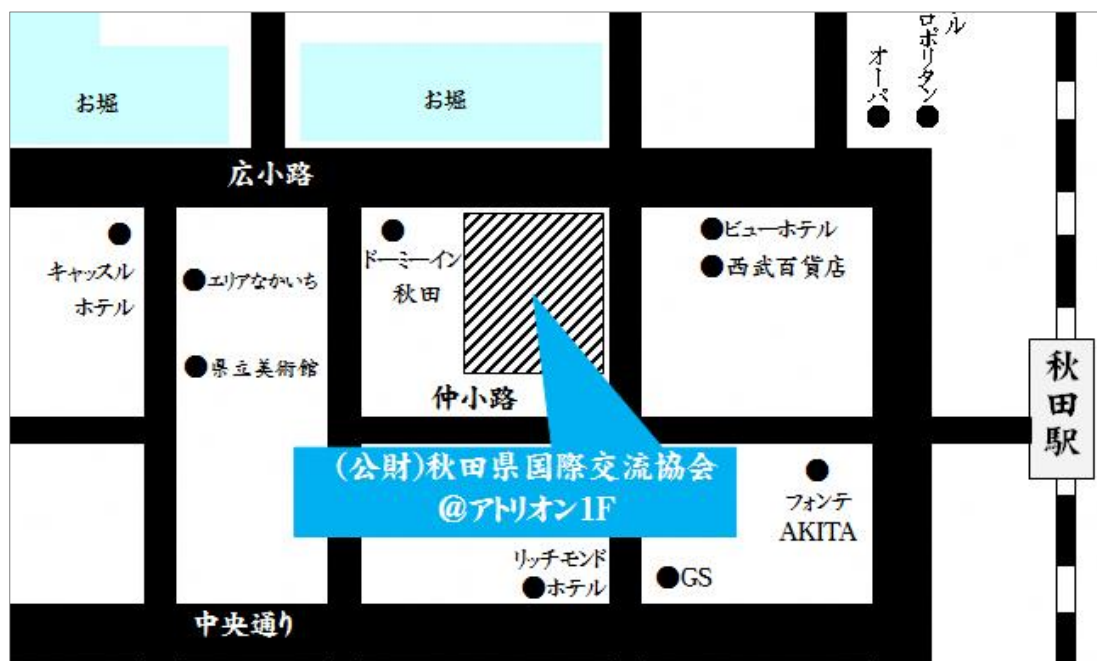 お堀
お堀
オーパ
ロポリタン
ル
広小路
キャッスル
ホテル
エリアなかいち
県立美術館
ドーミーイン
秋田
ビューホテル
西武百貨店
仲小路
秋田駅
(公財)秋田県国際交流協会
@アトリオン1F
フォンテ
AKITA
リッチモンド
ホテル
GS
中央通り